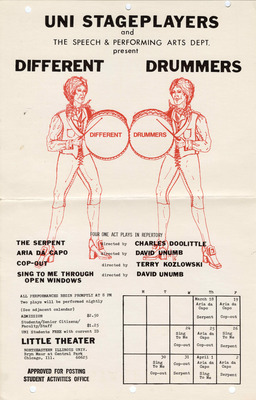 UNI STAGEPLAYERS
and
THE SPEECH & PERFORMING ARTS DEPT.
present
DIFFERENT DRUMMERS
DIFFERENT DRUMMERS
FOUR ONE ACT PLAYS IN REPERTORY
THE SERPENT directed by CHARLES DOOLITTLE
ARIA DA CAPO directed by DAVID UNUMB
COP-OUT directed by TERRY KOZLOWSKI
SING TO ME THROUGH OPEN WINDOWS directed by DAVID UNUMB
ALL PERFORMANCES BEGIN PROMPTLY AT 8 PM
Two plays will be performed nightly
(See adjacent calendar)
ADMISSION $2.50
Students/Senior Citizens/
Faculty/Staff $1.25
UNI Students FREE with current ID
LITTLE THEATER
NORTHEASTERN ILLINOIS UNIV.
Bryn Mawr at Central Park
Chicago, Ill. 60625
APPROVED FOR POSTING
STUDENT ACTIVITIES OFFICE
M T W TH F
March 18
Aria da Capo
Serpent
Aria da Capo
Cop-out
24 25 26
Sing To Me
Cop-out
Sing To Me
Serpent
30 31 April 1 2
Sing To Me
Cop-out
Aria da Capo
Serpent
Aria da Capo
Cop-out